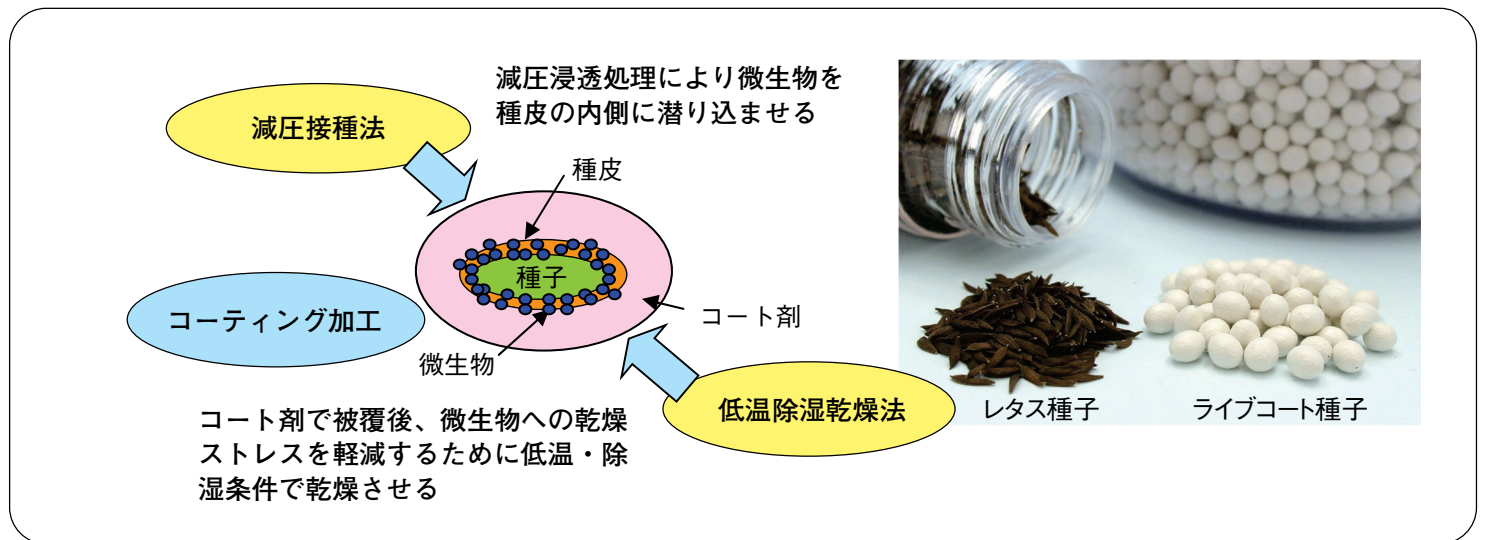 減圧浸透処理により微生物を
種皮の内側に潜り込ませる
減圧接種法
種皮
種子
コーティング加工
コート剤
微生物
低温除湿乾燥法
コート剤で被覆後、微生物への乾燥
ストレスを軽減するために低温・除
湿条件で乾燥させる
レタス種子
ライブコート種子